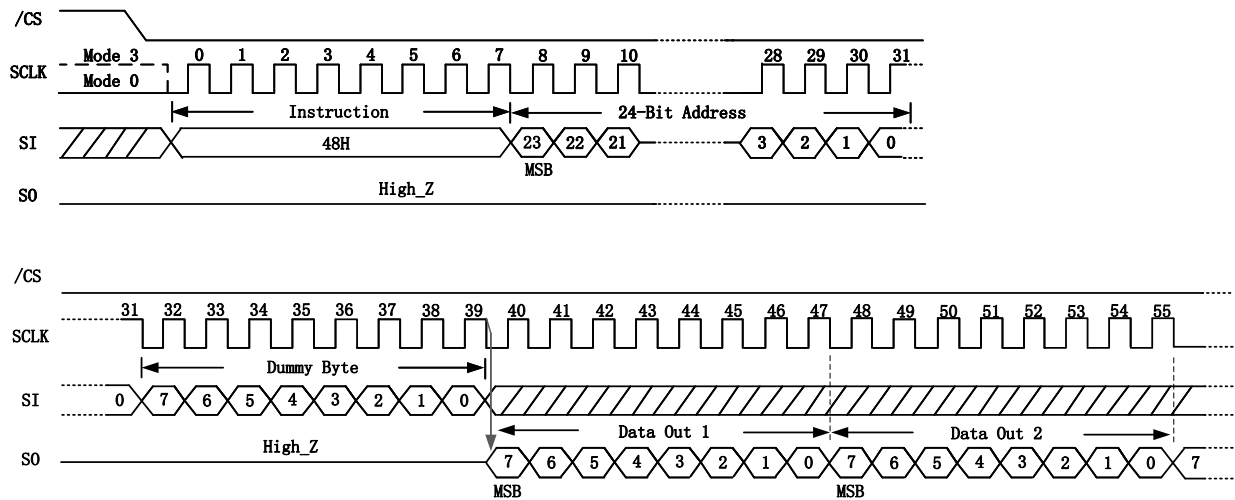 /CS
Mode 3 0 1 2 3 4 5 6 7 8 9 10 28 29 30 31
SCLK
Mode 0
Instruction 24-Bit Address
SI 48H 23 22 21 3 2 1 0
MSB
High_Z
SO
/CS
31 32 33 34 35 36 37 38 39 40 41 42 43 44 45 46 47 48 49 50 51 52 53 54 55
SCLK
Dummy Byte
SI 0 7 6 5 4 3 2 1 0
High_Z Data Out 1 Data Out 2
SO 7 6 5 4 3 2 1 0 7 6 5 4 3 2 1 0 7
MSB MSB